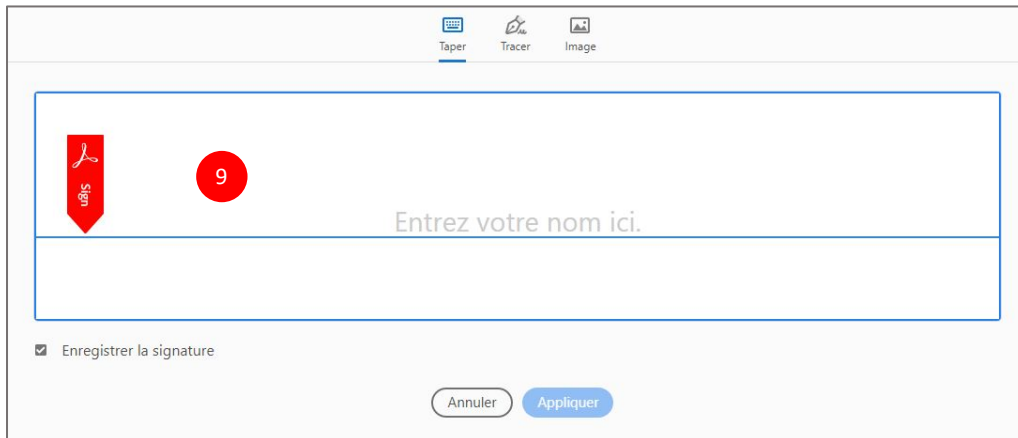 Taper Tracer Image
Sign
9
Entrez votre nom ici.
Enregistrer la signature
Annuler Appliquer